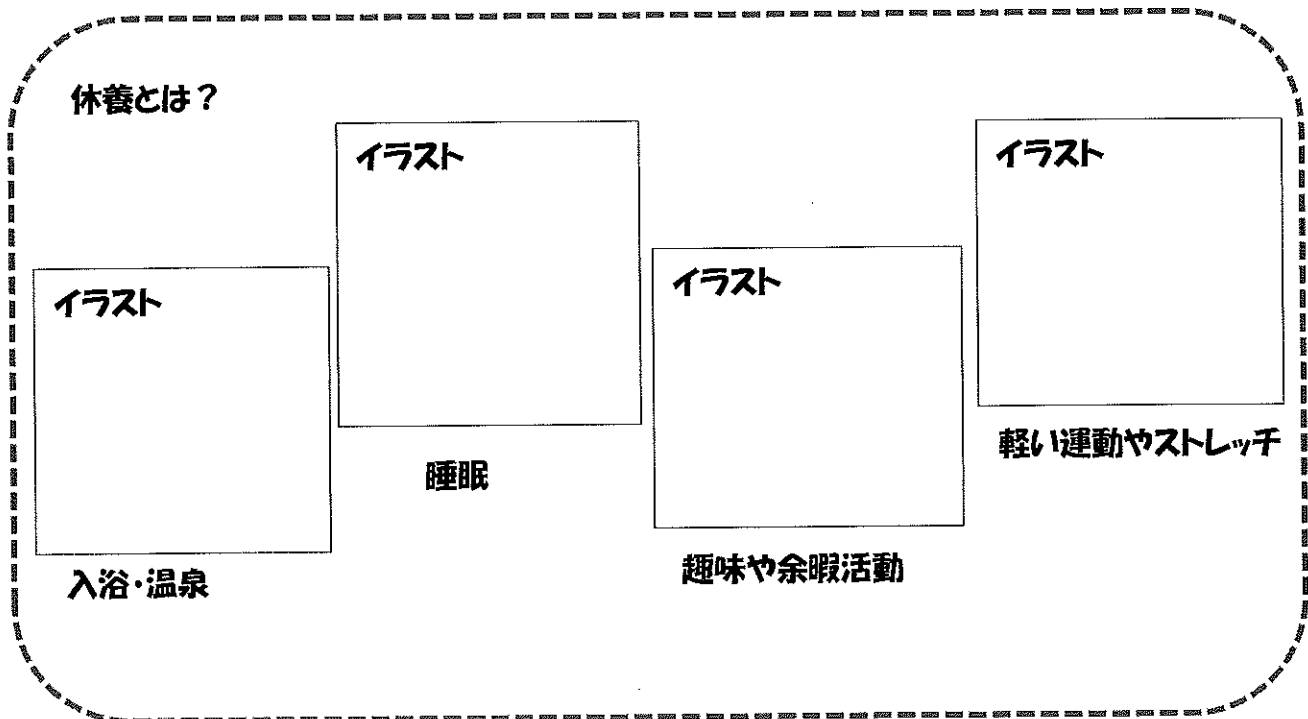 休養とは？
イラスト
入浴・温泉
イラスト
睡眠
イラスト
趣味や余暇活動
イラスト
軽い運動やストレッチ